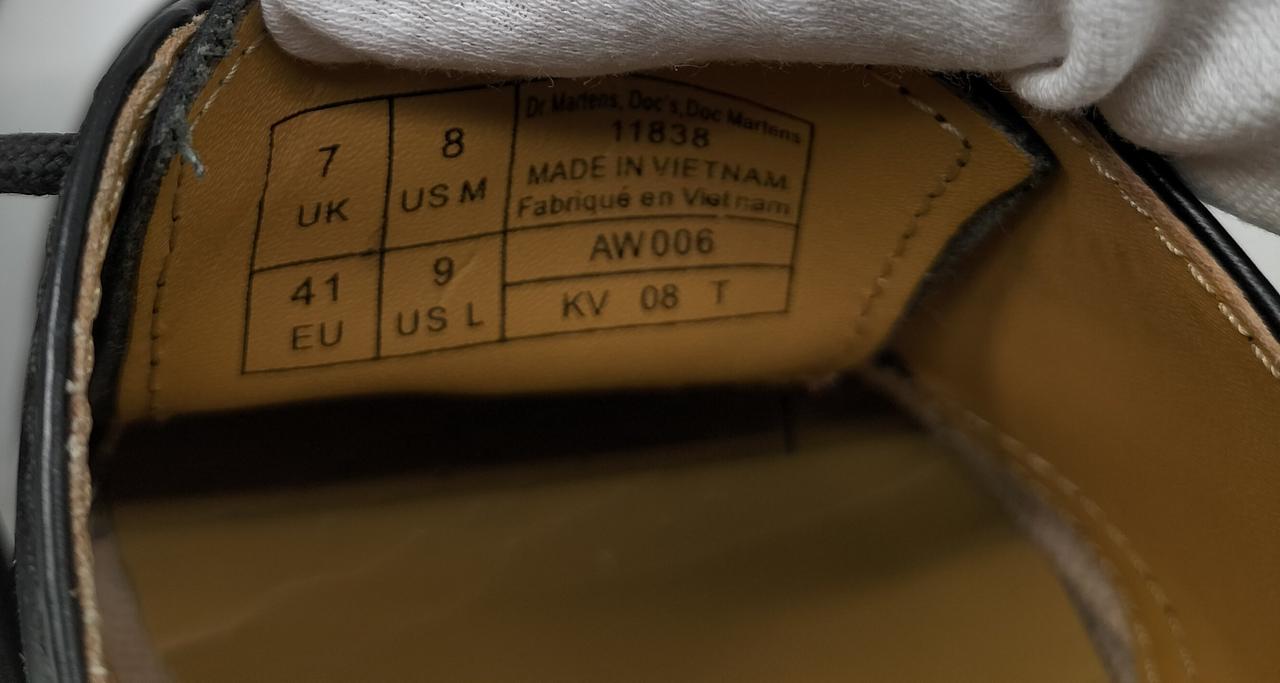 7
UK
8
US M
Dr Martens, Doc's, Doc Martens
11838
MADE IN VIETNAM
Fabriqué en Vietnam
41
EU
9
US L
AW006
KV 08 T